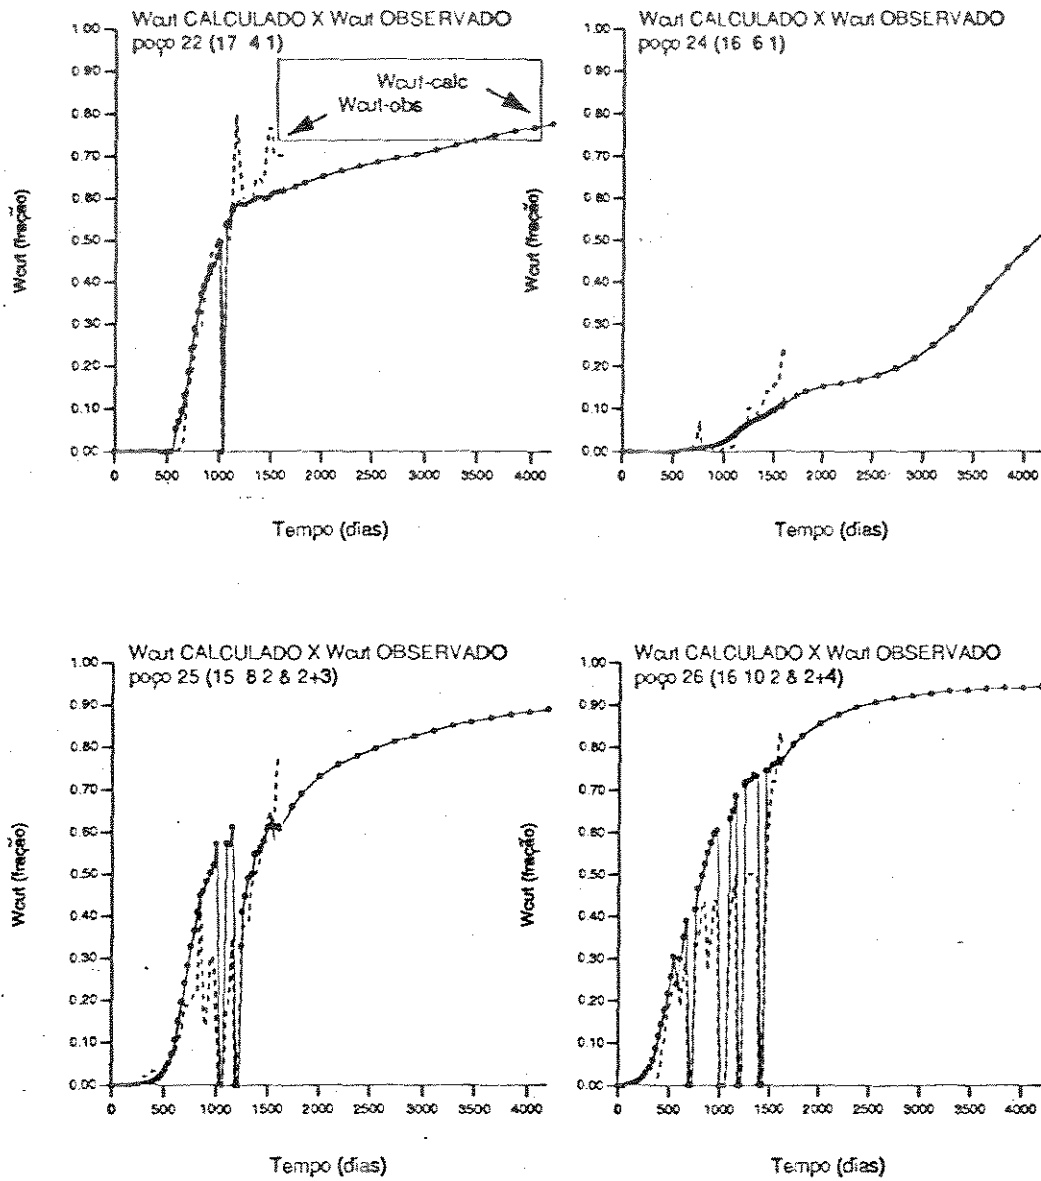 Wcut CALCULADO X Wcut OBSERVADO
poço 22 (17 4 1)
1.00
0.90
0.80
0.70
0.60
0.50
0.40
0.30
0.20
0.10
0.00
Wcut (fração)
Wcut-calc
Wcut-obs
0 500 1000 1500 2000 2500 3000 3500 4000
Tempo (dias)
Wcut CALCULADO X Wcut OBSERVADO
poço 24 (16 6 1)
1.00
0.90
0.80
0.70
0.60
0.50
0.40
0.30
0.20
0.10
0.00
Wcut (fração)
0 500 1000 1500 2000 2500 3000 3500 4000
Tempo (dias)
Wcut CALCULADO X Wcut OBSERVADO
poço 25 (15 8 2 & 2+3)
1.00
0.90
0.80
0.70
0.60
0.50
0.40
0.30
0.20
0.10
0.00
Wcut (fração)
0 500 1000 1500 2000 2500 3000 3500 4000
Tempo (dias)
Wcut CALCULADO X Wcut OBSERVADO
poço 26 (16 10 2 & 2+4)
1.00
0.90
0.80
0.70
0.60
0.50
0.40
0.30
0.20
0.10
0.00
Wcut (fração)
0 500 1000 1500 2000 2500 3000 3500 4000
Tempo (dias)